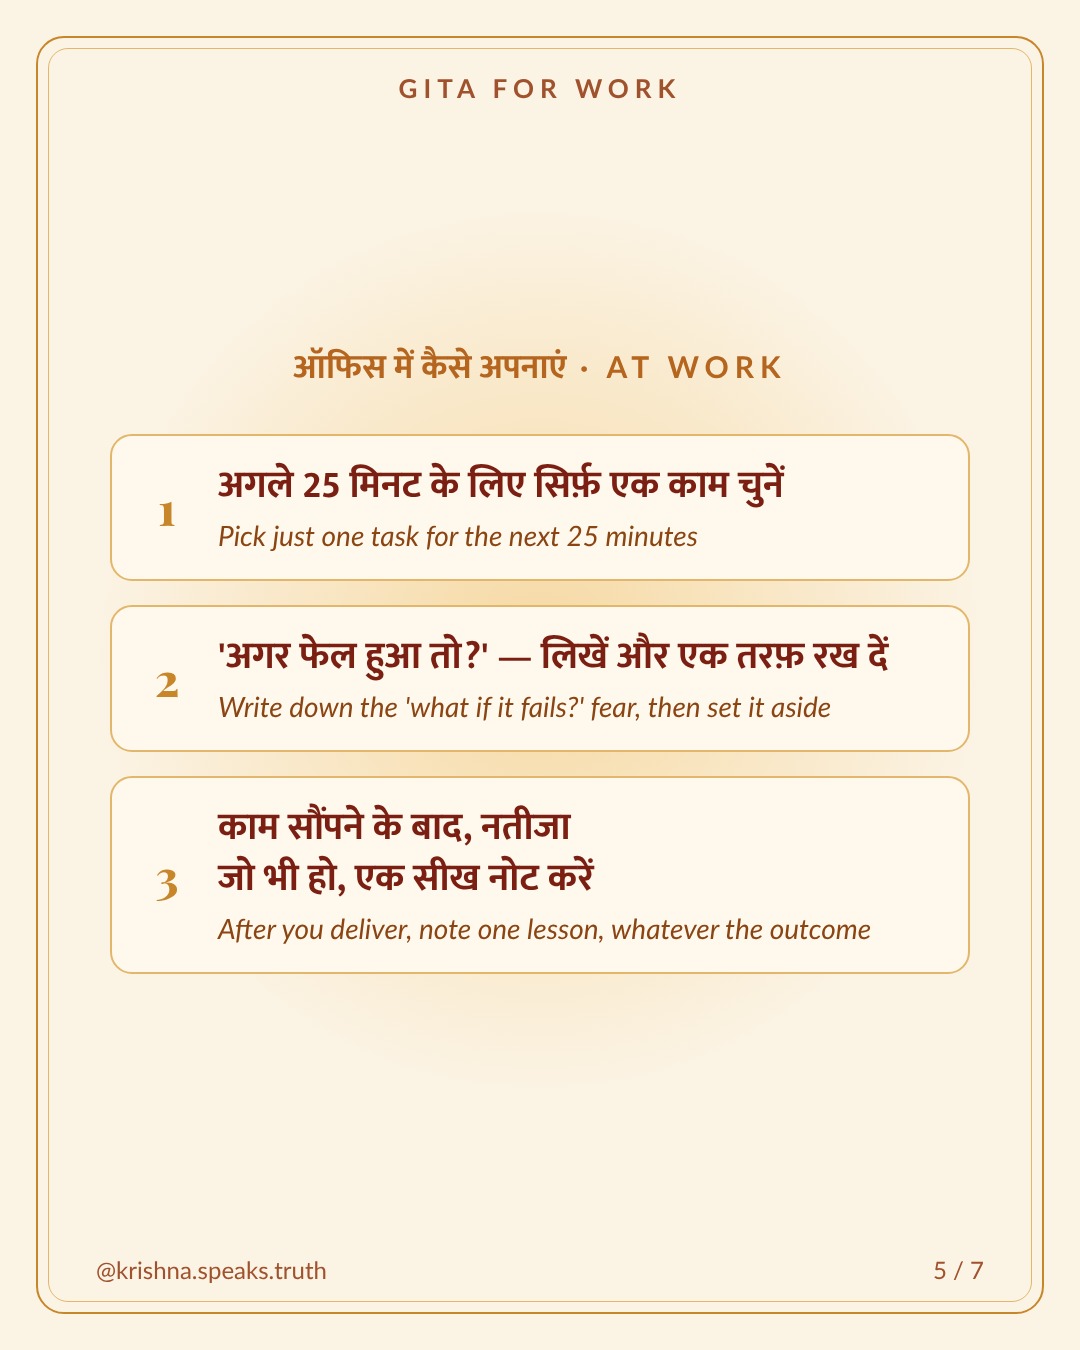 GITA FOR WORK
ऑफिस में कैसे अपनाएं · AT WORK
1
अगले 25 मिनट के लिए सिर्फ़ एक काम चुनें
Pick just one task for the next 25 minutes
2
'अगर फेल हुआ तो?' — लिखें और एक तरफ़ रख दें
Write down the 'what if it fails?' fear, then set it aside
3
काम सौंपने के बाद, नतीजा
जो भी हो, एक सीख नोट करें
After you deliver, note one lesson, whatever the outcome
@krishna.speaks.truth
5 / 7